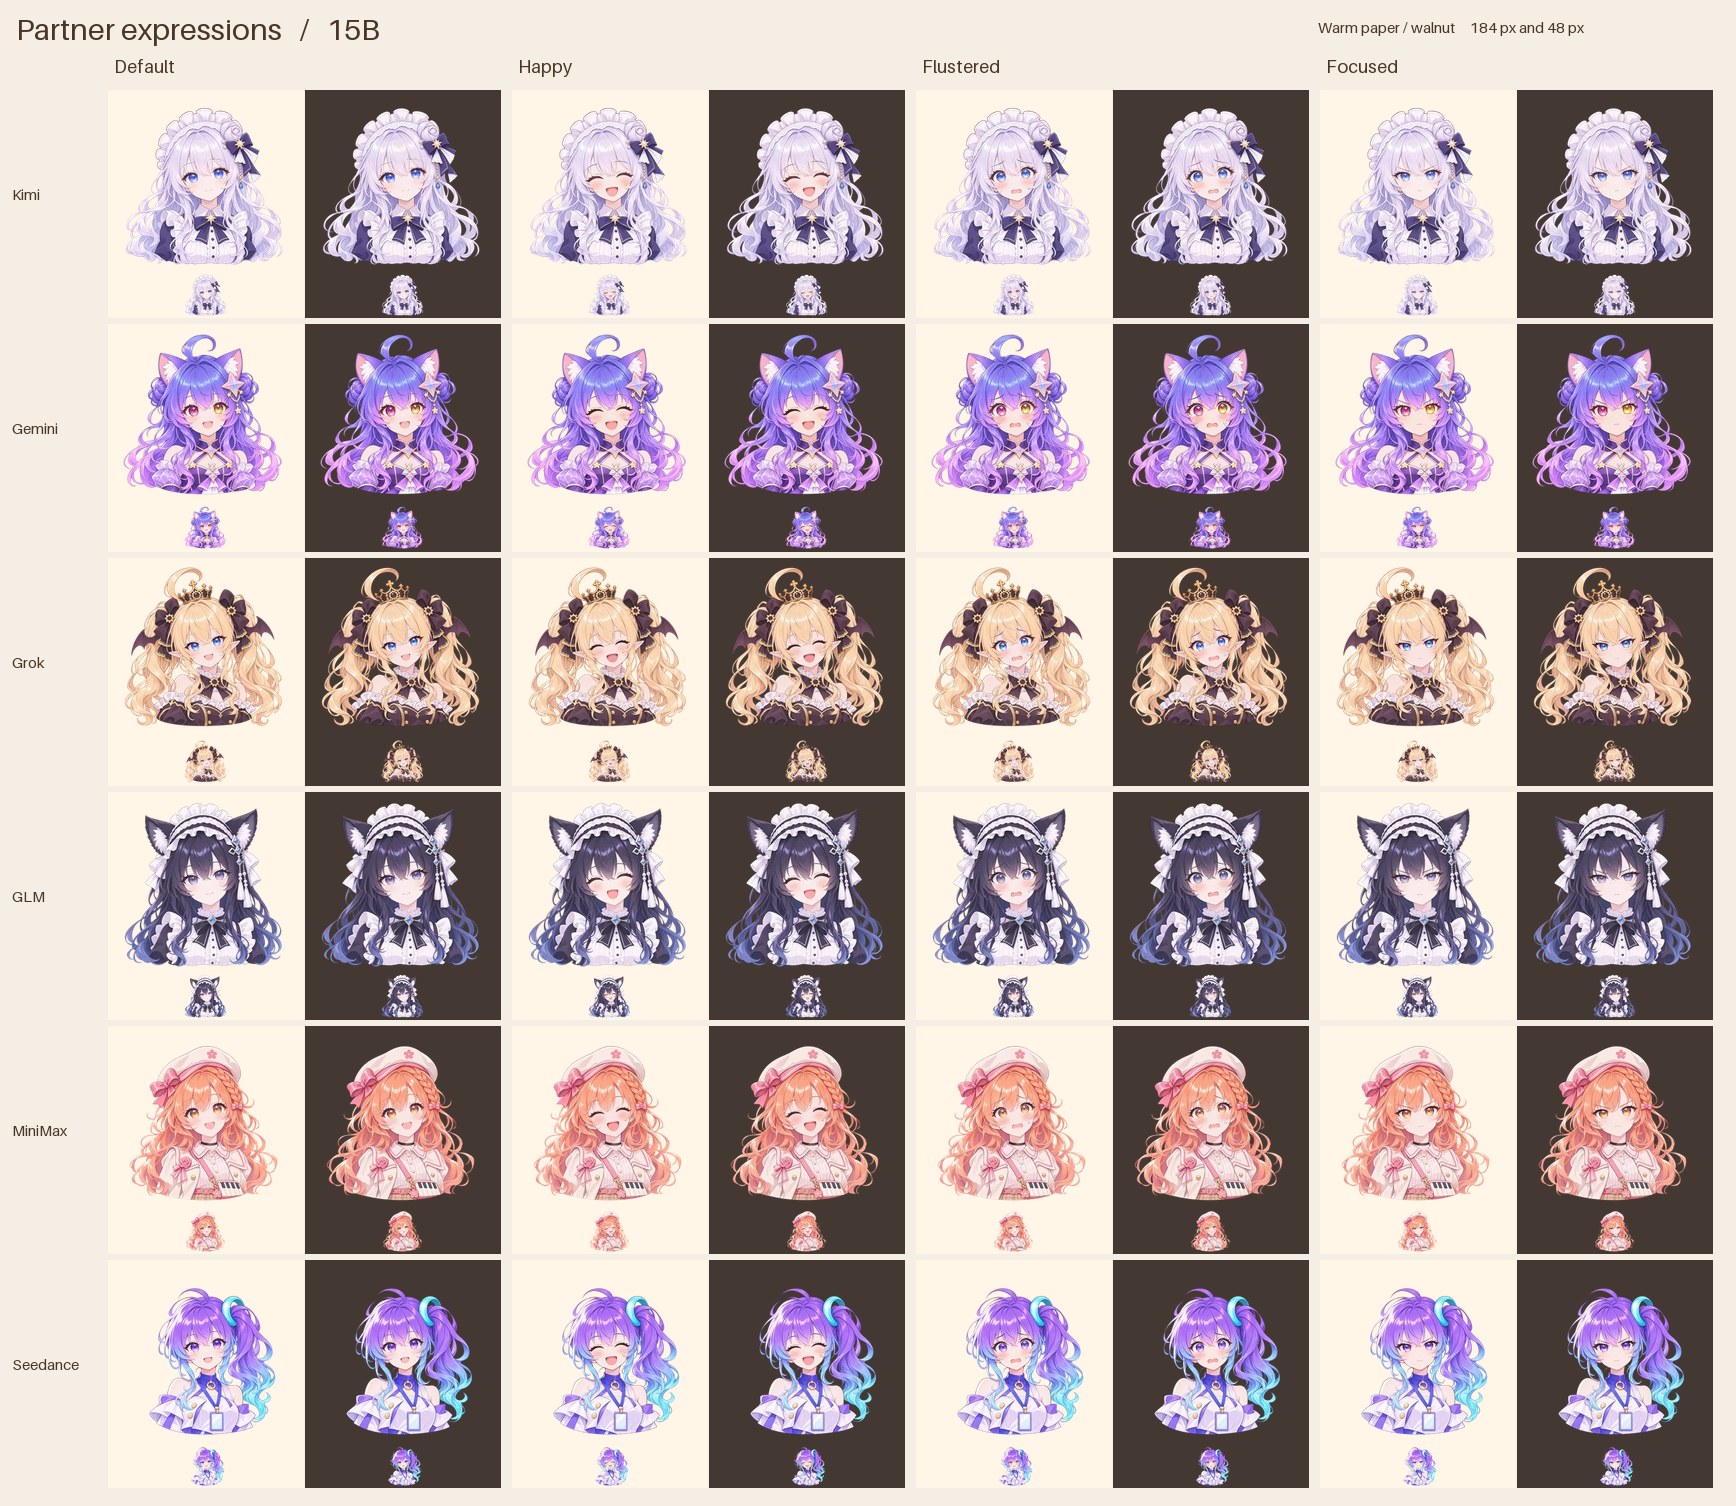 Partner expressions / 15B
Warm paper / walnut 184 px and 48 px
Default Happy Flustered Focused
Kimi
Gemini
Grok
GLM
MiniMax
Seedance